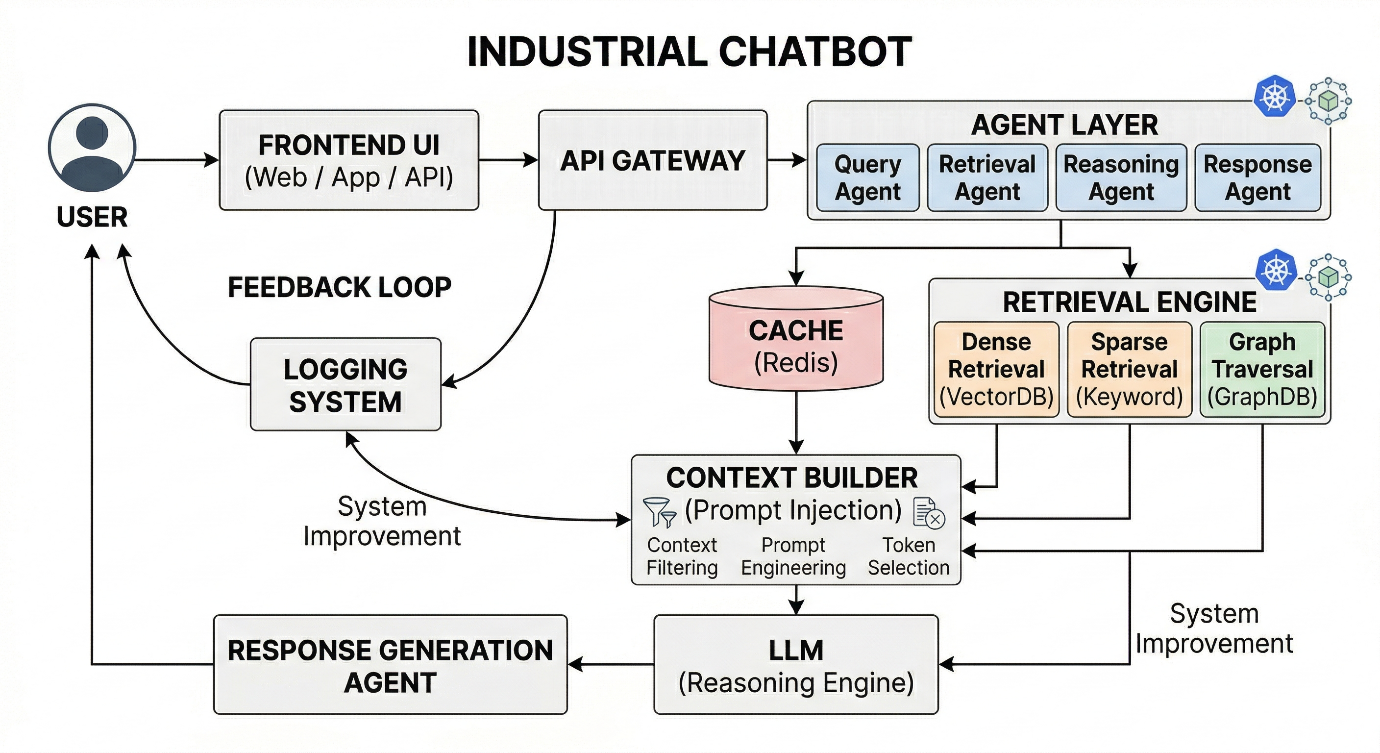 INDUSTRIAL CHATBOT
USER
FRONTEND UI
(Web / App / API)
API GATEWAY
AGENT LAYER
Query
Agent
Retrieval
Agent
Reasoning
Agent
Response
Agent
FEEDBACK LOOP
LOGGING
SYSTEM
CACHE
(Redis)
RETRIEVAL ENGINE
Dense
Retrieval
(VectorDB)
Sparse
Retrieval
(Keyword)
Graph
Traversal
(GraphDB)
System
Improvement
CONTEXT BUILDER
(Prompt Injection)
Context
Filtering
Prompt
Engineering
Token
Selection
System
Improvement
RESPONSE GENERATION
AGENT
LLM
(Reasoning Engine)